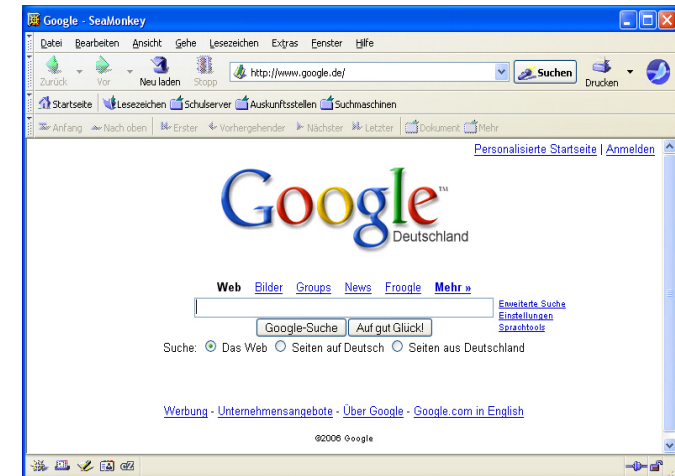 Google - SeaMonkey
Datei Bearbeiten Ansicht Gehe Lesezeichen Extras Fenster Hilfe
Zurück Vor Neu laden Stopp http://www.google.de/ Suchen Drucken
Startseite Lesezeichen Schulserver Auskunftsstellen Suchmaschinen
Anfang Nach oben Erster Vorhergehender Nächster Letzter Dokument Mehr
Personalisierte Startseite | Anmelden
Google™
Deutschland
Web Bilder Groups News Froogle Mehr »
Erweiterte Suche
Einstellungen
Sprachtools
Google-Suche Auf gut Glück!
Suche: Das Web Seiten auf Deutsch Seiten aus Deutschland
Werbung - Unternehmensangebote - Über Google - Google.com in English
©2006 Google